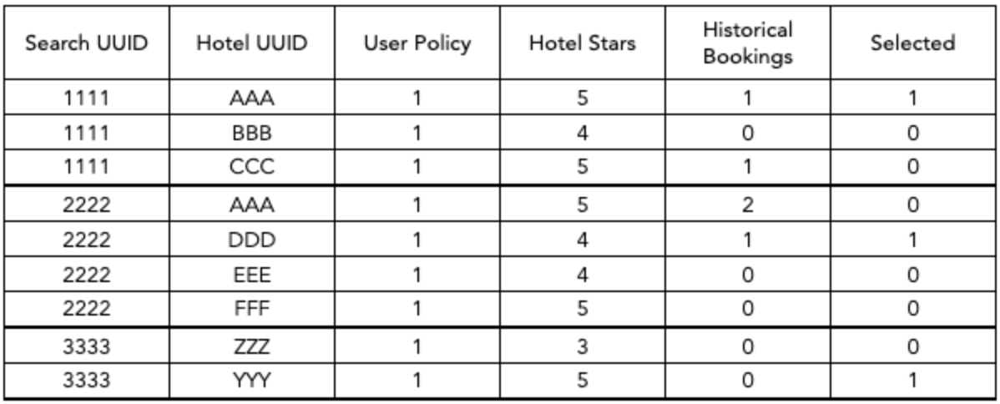 Search UUID Hotel UUID User Policy Hotel Stars Historical Bookings Selected
1111 AAA 1 5 1 1
1111 BBB 1 4 0 0
1111 CCC 1 5 1 0
2222 AAA 1 5 2 0
2222 DDD 1 4 1 1
2222 EEE 1 4 0 0
2222 FFF 1 5 0 0
3333 ZZZ 1 3 0 0
3333 YYY 1 5 0 1